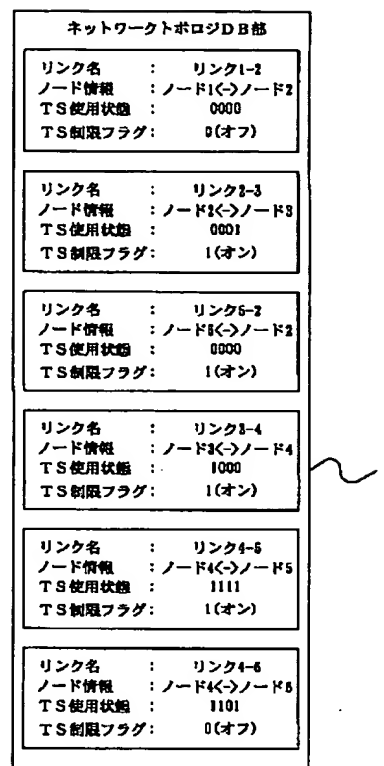 ネットワークトポロジDB部
リンク名 : リンク1-2
ノード情報 : ノード1<->ノード2
TS使用状態 : 0000
TS制限フラグ: 0(オフ)
リンク名 : リンク2-3
ノード情報 : ノード2<->ノード3
TS使用状態 : 0001
TS制限フラグ: 1(オン)
リンク名 : リンク5-2
ノード情報 : ノード5<->ノード2
TS使用状態 : 0000
TS制限フラグ: 1(オン)
リンク名 : リンク3-4
ノード情報 : ノード3<->ノード4
TS使用状態 : 1000
TS制限フラグ: 1(オン)
リンク名 : リンク4-5
ノード情報 : ノード4<->ノード5
TS使用状態 : 1111
TS制限フラグ: 1(オン)
リンク名 : リンク4-6
ノード情報 : ノード4<->ノード6
TS使用状態 : 1101
TS制限フラグ: 0(オフ)